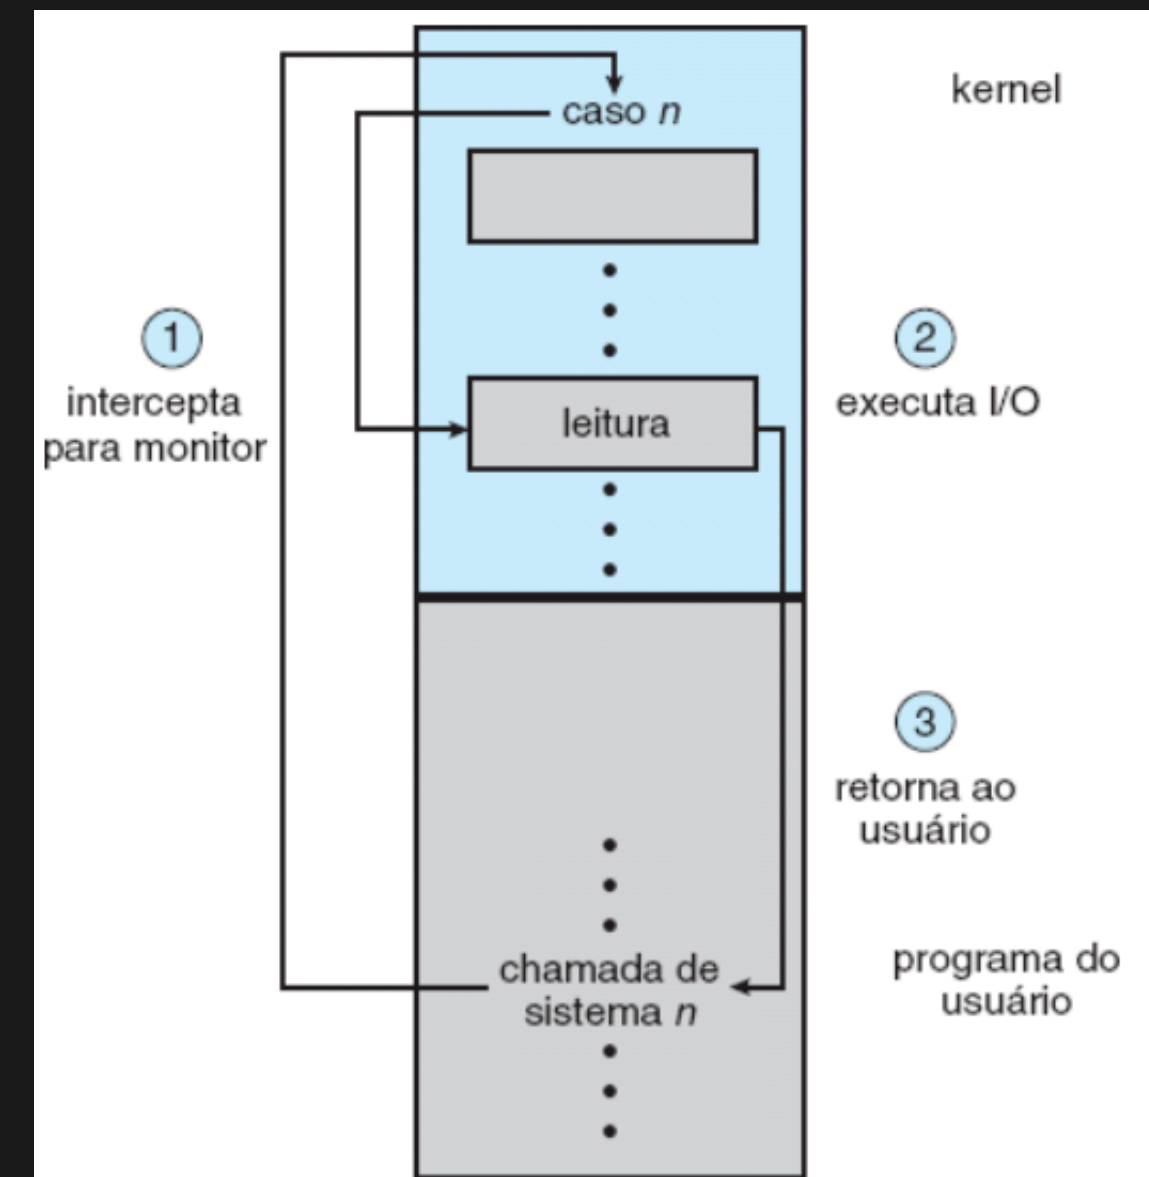 kernel
caso n
1
intercepta
para monitor
2
executa I/O
leitura
3
retorna ao
usuário
chamada de
sistema n
programa do
usuário